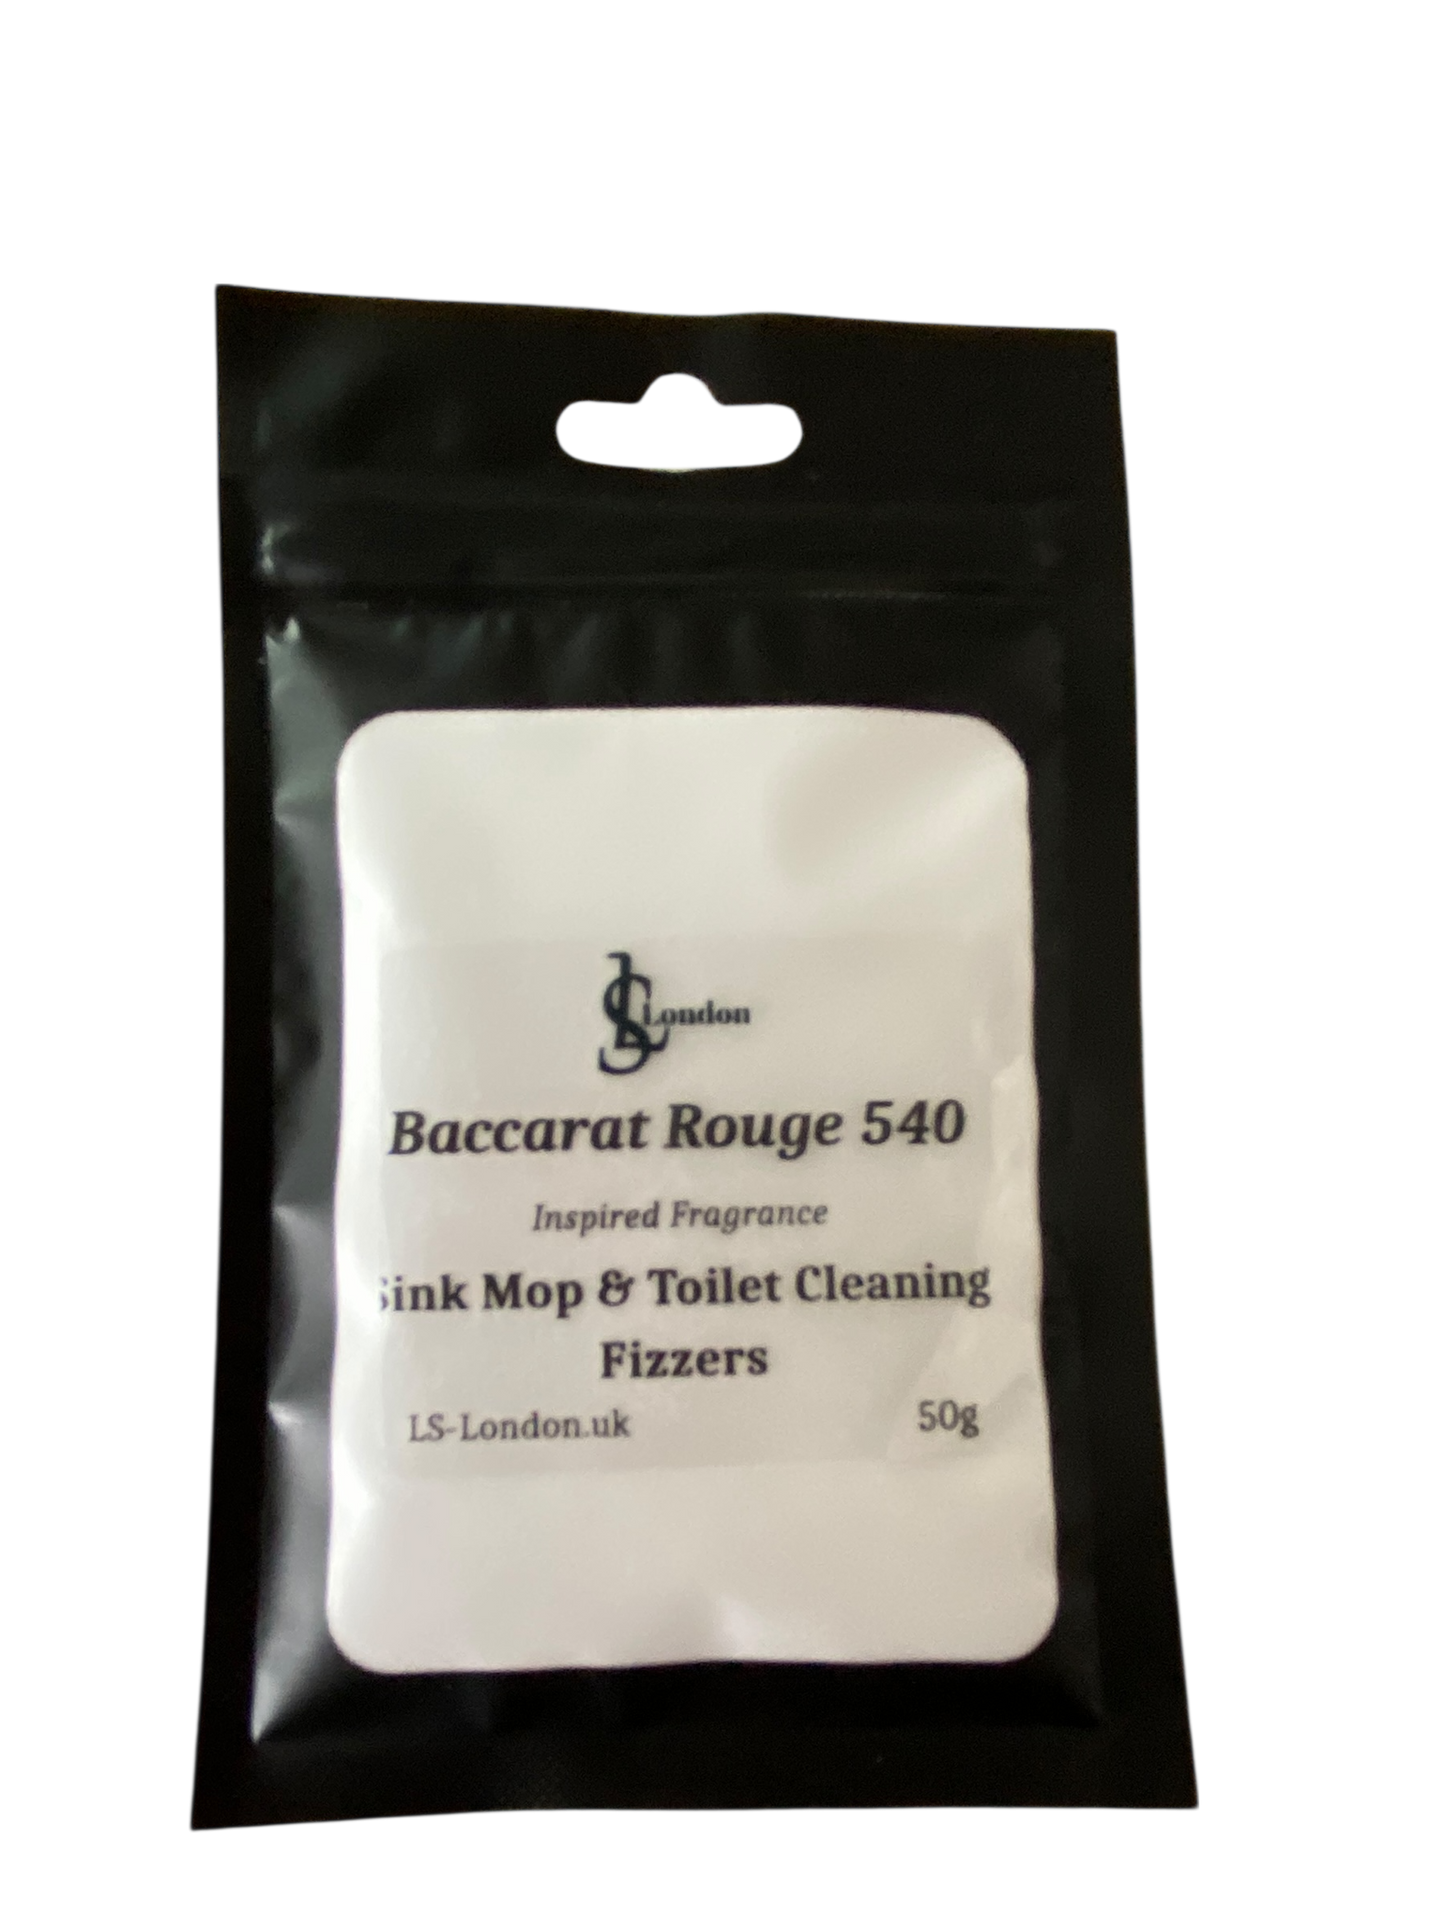 LS London
Baccarat Rouge 540
Inspired Fragrance
Sink Mop & Toilet Cleaning
Fizzers
LS-London.uk 50g